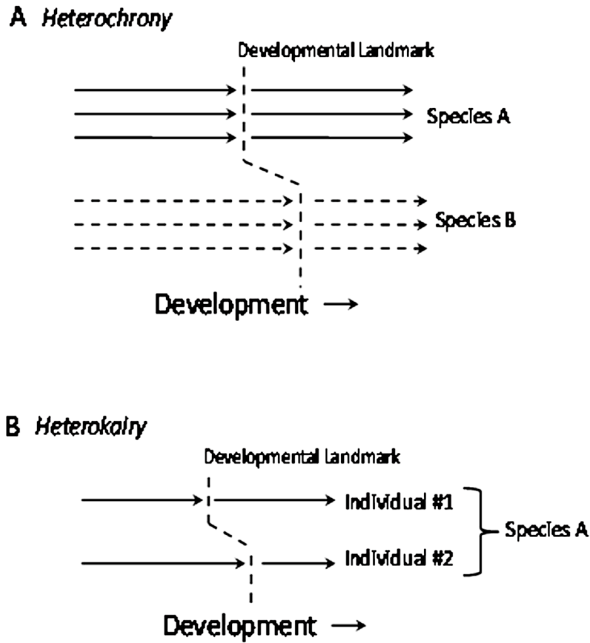 A Heterochrony
Developmental Landmark
Species A
Species B
Development
B Heterokairy
Developmental Landmark
Individual #1
Species A
Individual #2
Development